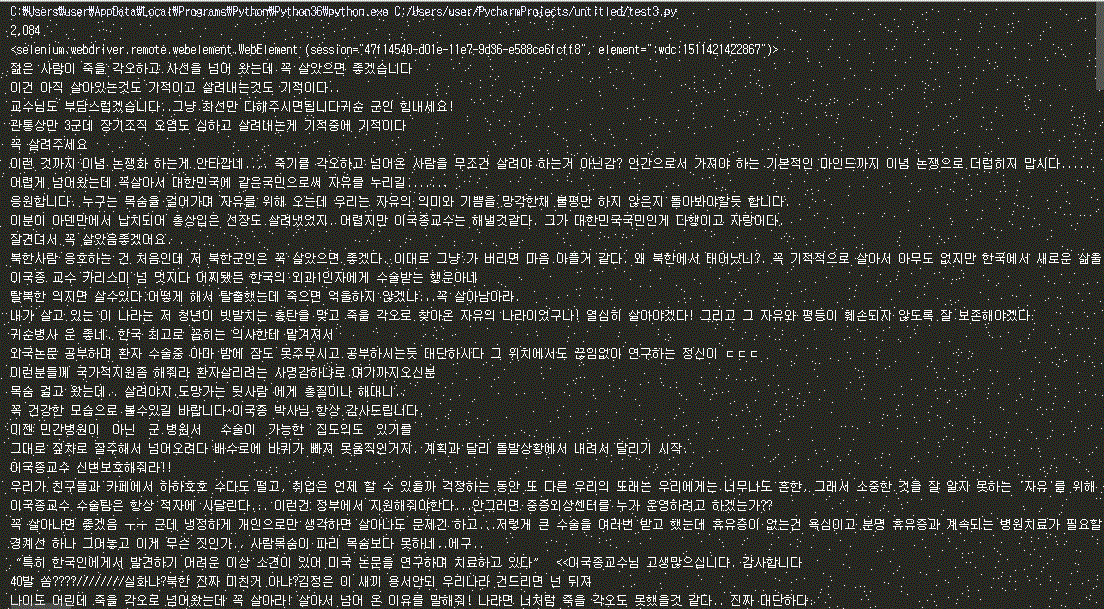 C:₩Users₩user₩AppData₩Local₩Programs₩Python₩Python36₩python.exe C:/Users/user/PycharmProjects/untitled/test3.py
2,084
<selenium.webdriver.remote.webelement.WebElement (session="47f14540-d01e-11e7-9d36-e588ce6fcff8", element=":wdc:1511421422867")>
젊은 사람이 죽을 각오하고 사선을 넘어 왔는데 꼭 살았으면 좋겠습니다
이건 아직 살아있는것도 기적이고 살려내는것도 기적이다..
교수님도 부담스럽겠습니다..그냥 최선만 다해주시면됩니다귀순 군인 힘내세요!
관통상만 3군데 장기조직 오염도 심하고 살려내는게 기적중에 기적이다
꼭 살려주세요
이런 것까지 이념 논쟁화 하는게 안타깝네.... 죽기를 각오하고 넘어온 사람을 무조건 살려야 하는거 아닌감? 인간으로서 가져야 하는 기본적인 마인드까지 이념 논쟁으로 더럽히지 맙시다......
어렵게 넘어왔는데 꼭살아서 대한민국에 같은국민으로써 자유를 누리길......
응원합니다. 누구는 목숨을 걸어가며 자유를 위해 오는데 우리는 자유의 의미와 기쁨을 망각한채 불평만 하지 않은지 돌아봐야할듯 합니다.
이분이 아덴만에서 납치되어 총상입은 선장도 살려냈었지. 어렵지만 이국종교수는 해낼것같다. 그가 대한민국국민인게 다행이고 자랑이다.
잘견뎌서 꼭 살았음좋겠어요.
북한사람 응호하는 건 처음인데 저 북한군인은 꼭 살았으면 좋겠다. 이대로 그냥 가 버리면 마음 아플거 같다. 왜 북한에서 태어났니?. 꼭 기적적으로 살아서 아무도 없지만 한국에서 새로운 삶을
이국종 교수 카리스미 넘 멋지다 어찌됐든 한국의 외과1인자에게 수술받는 행운아네
탈북한 의지면 살수있다 어떻게 해서 탈출했는데 죽으면 억울하지 않겠냐...꼭 살아남아라.
내가 살고 있는 이 나라는 저 청년이 빗발치는 총탄을 맞고 죽을 각오로 찾아온 자유의 나라이었구나! 열심히 살아야겠다! 그리고 그 자유와 평등이 훼손되지 않도록 잘 보존해야겠다.
귀순병사 운 좋네. 한국 최고로 꼽히는 의사한테 맡겨져서
외국논문 공부하며 환자 수술중 아마 밤에 잠도 못주무시고 공부하시는듯 대단하시다 그 위치에서도 끊임없이 연구하는 정신이 ㄷㄷㄷ
이런분들께 국가적지원좀 해줘라 환자살리려는 사명감하나로 여기까지오신분
목숨 걸고 왔는데.. 살려야지.도망가는 뒷사람 에게 총질이나 해대니..
꼭 건강한 모습으로 볼수있길 바랍니다~이국종 박사님 항상 감사드립니다.
이젠 민간병원이 아닌 군 병원서 수술이 가능한 집도의도 있기를
그대로 짚차로 질주해서 넘어오려다 배수로에 바퀴가 빠져 못움직인거지. 계획과 달리 돌발상황에서 내려서 달리기 시작.
이국종교수 신변보호해줘라!!
우리가 친구들과 카페에서 하하호호 수다도 떨고, 취업은 언제 할 수 있을까 걱정하는 동안 또 다른 우리의 또래는 우리에게는 너무나도 흔한, 그래서 소중한 것을 잘 알지 못하는 '자유'를 위해
이국종교수 수술팀은 항상 적자에 시달린다... 이런건 정부에서 지원해줘야한다...안그러면 중증외상센터를 누가 운영하려고 하겠는가??
꼭 살아나면 좋겠음 ㅜㅜ 근데 냉정하게 개인으로만 생각하면 살아나도 문제긴 하고...저렇게 큰 수술을 여러번 받고 했는데 휴유증이 없는건 욕심이고 분명 휴유증과 계속되는 병원치료가 필요할
경계선 하나 그어놓고 이게 무슨 짓인가.. 사람목숨이 파리 목숨보다 못하네..에구..
"특히 한국인에게서 발견하기 어려운 이상 소견이 있어 미국 논문을 연구하며 치료하고 있다" <<이국종교수님 고생많으십니다. 감사합니다
40발 씀????////////실화냐?북한 진짜 미친거 아냐?김정은 이 새끼 용서안되 우리나라 건드리면 넌 뒤져
나이도 어린데 죽을 각오로 넘어왔는데 꼭 살아라! 살아서 넘어 온 이유를 말해줘! 나라면 너처럼 죽을 각오도 못했을것 같다.. 진짜 대단하다.